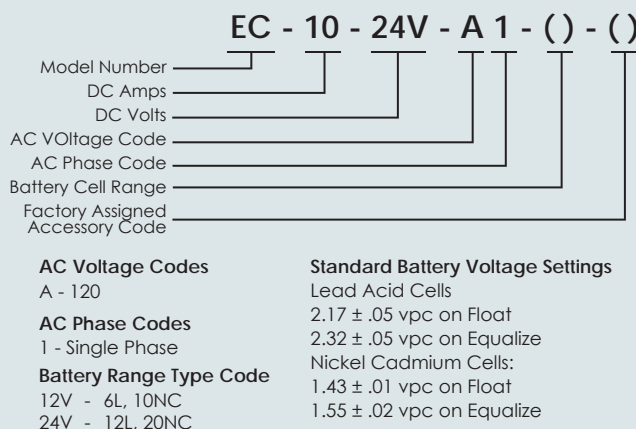 EC - 10 - 24V - A 1 - ( ) - ( )
Model Number
DC Amps
DC Volts
AC VOltage Code
AC Phase Code
Battery Cell Range
Factory Assigned
Accessory Code
AC Voltage Codes
A - 120
AC Phase Codes
1 - Single Phase
Battery Range Type Code
12V - 6L, 10NC
24V - 12L, 20NC
Standard Battery Voltage Settings
Lead Acid Cells
2.17 ± .05 vpc on Float
2.32 ± .05 vpc on Equalize
Nickel Cadmium Cells:
1.43 ± .01 vpc on Float
1.55 ± .02 vpc on Equalize